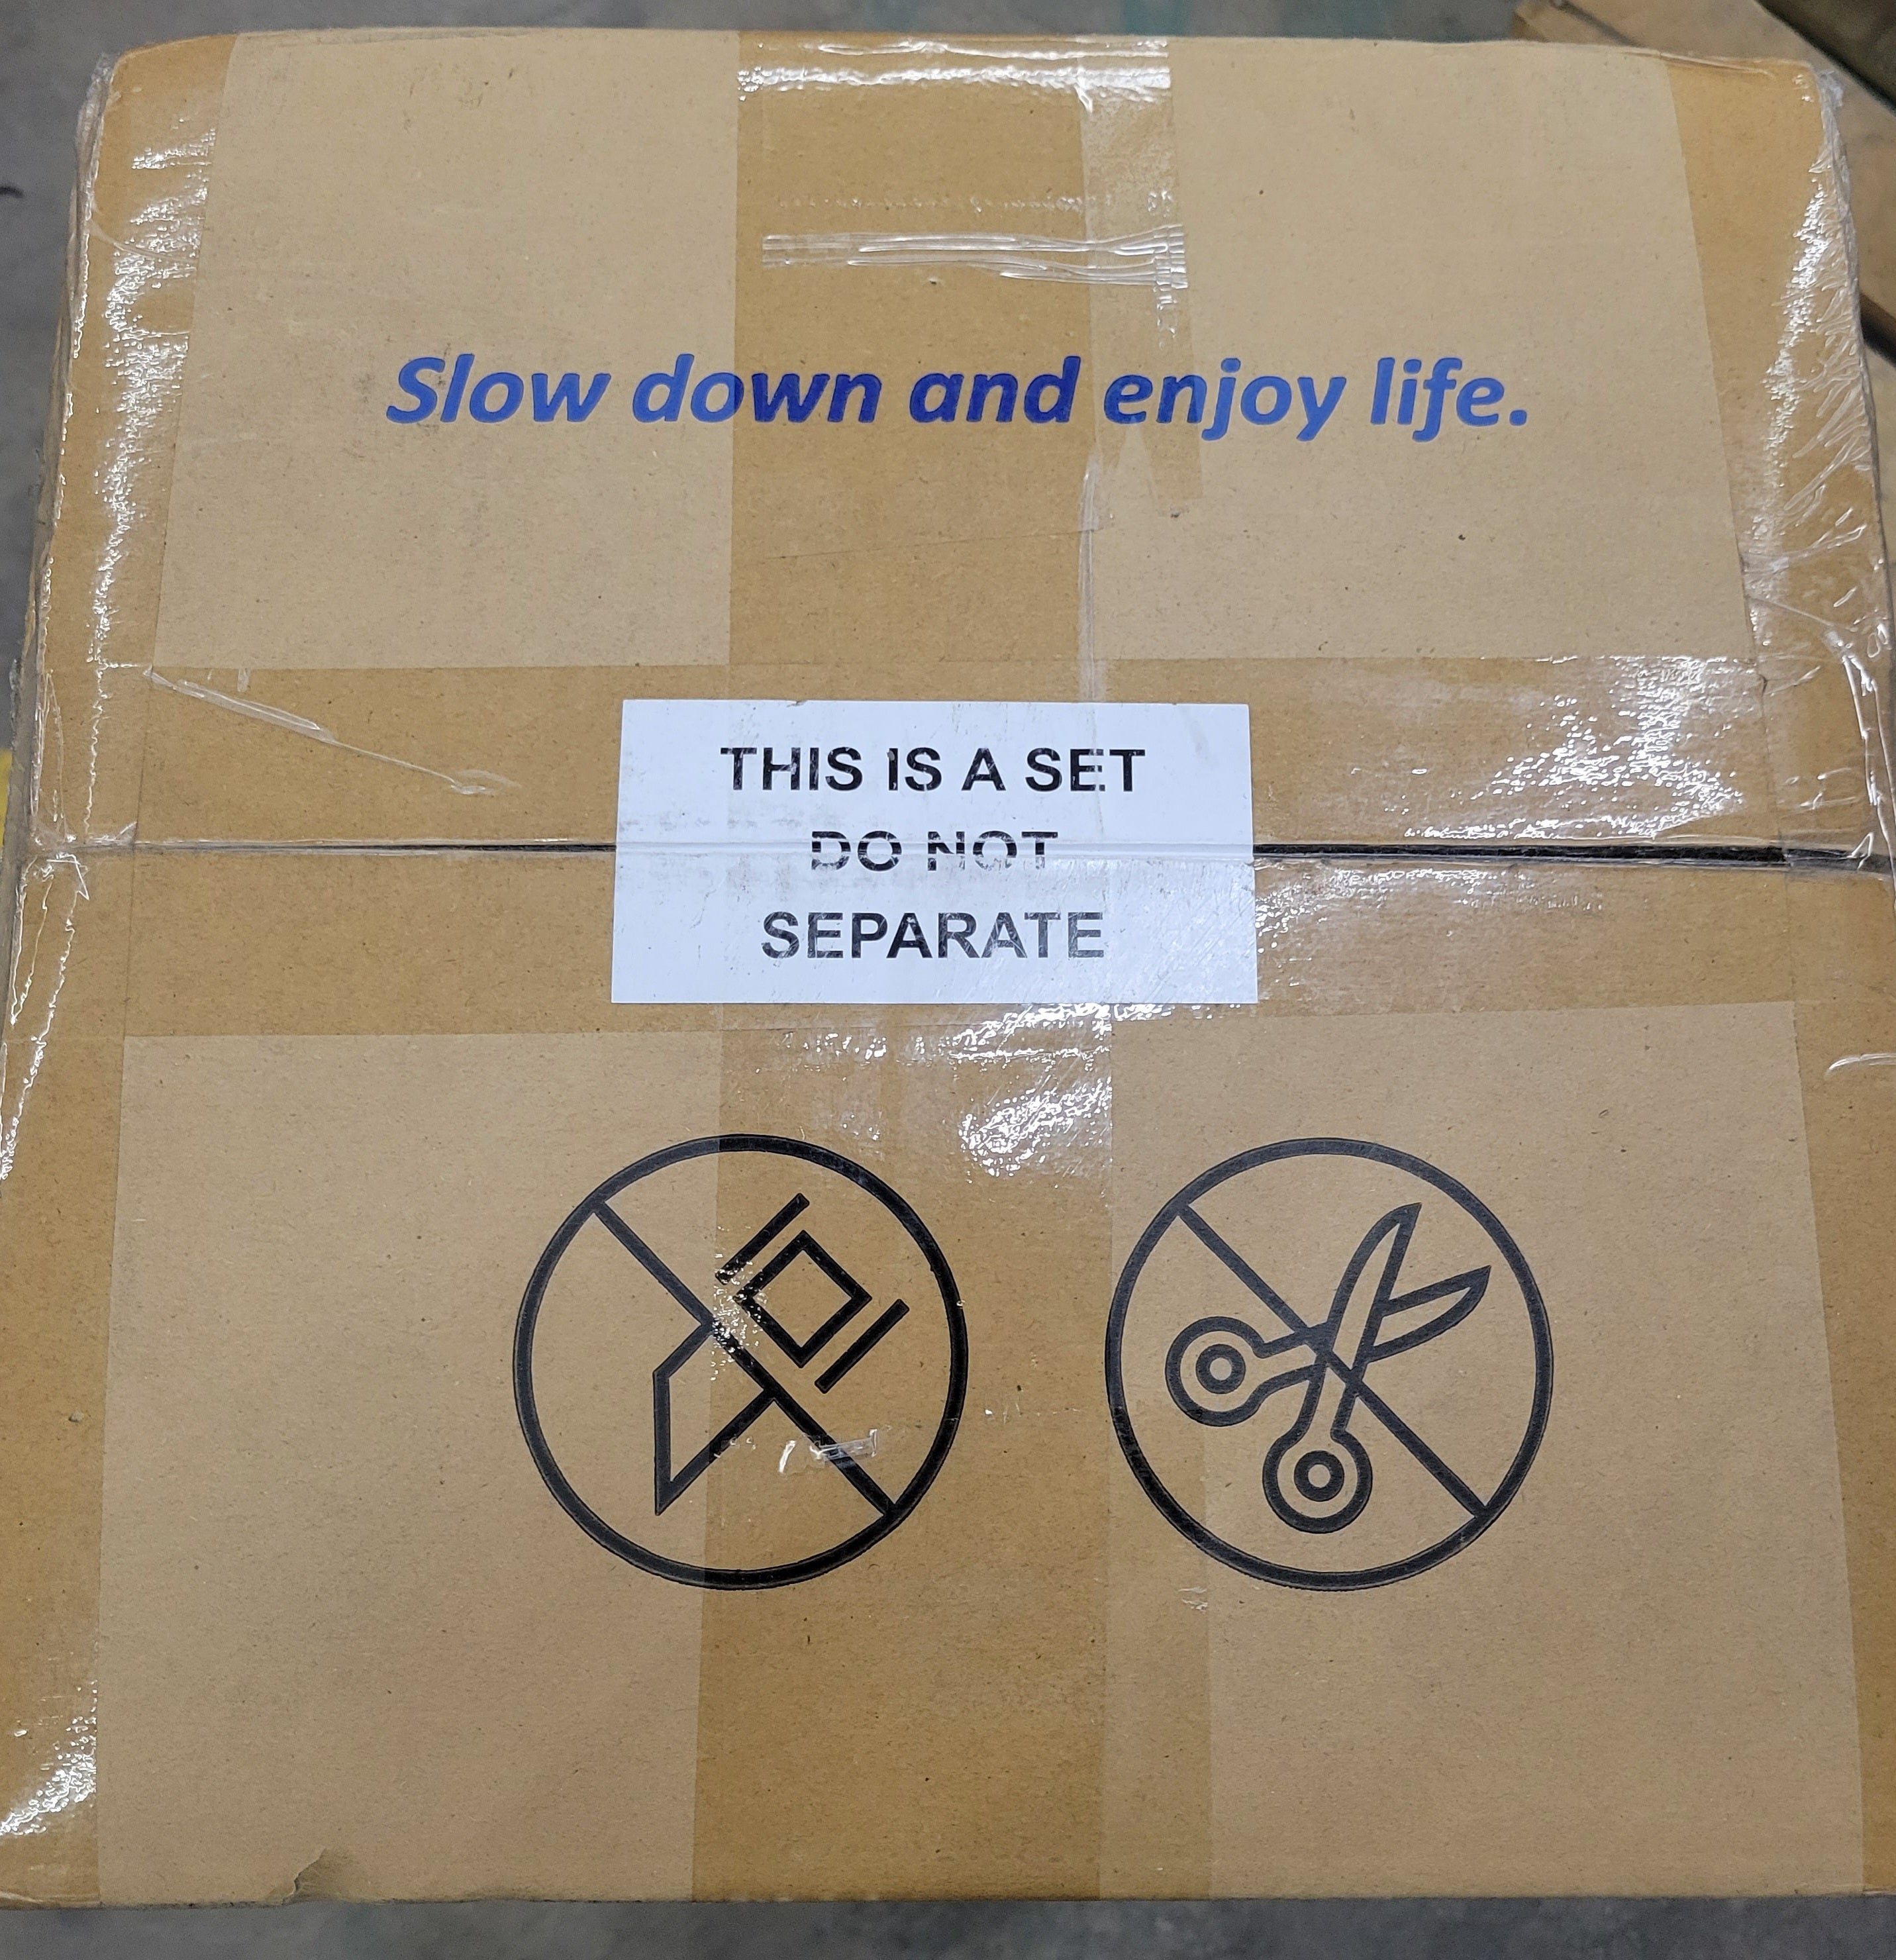 Slow down and enjoy life.
THIS IS A SET
DO NOT
SEPARATE